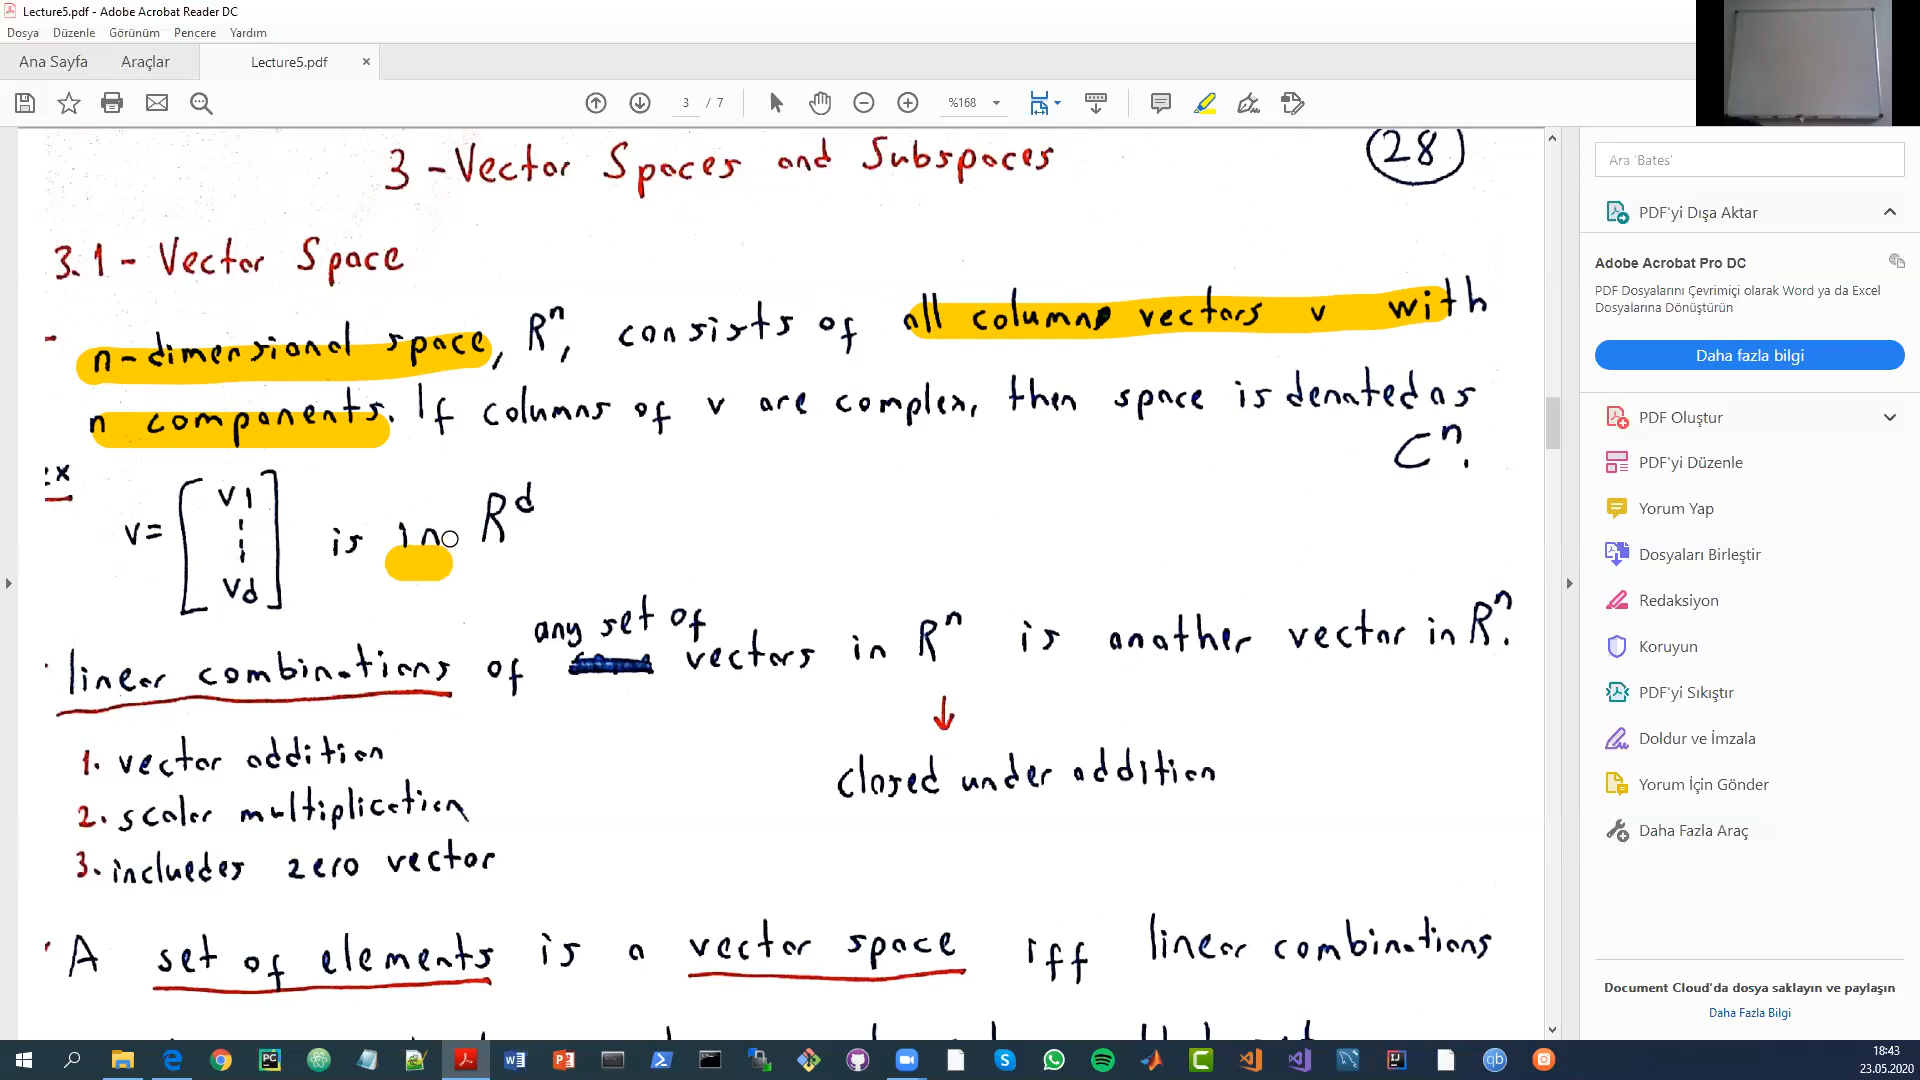 Lecture5.pdf - Adobe Acrobat Reader DC
Dosya Düzenle Görünüm Pencere Yardım
Ana Sayfa Araçlar Lecture5.pdf ×
3 / 7 %168
3 - Vector Spaces and Subspaces
28
3.1 - Vector Space
- n-dimensional space, Rⁿ, consists of all column vectors v with
n components. If columns of v are complex, then space is denoted as
Cⁿ.
:x
v = [ v1 ⋮ vd ] is in R^d
any set of
linear combinations of vectors in Rⁿ is another vector in Rⁿ.
↓
1. vector addition
closed under addition
2. scalar multiplication
3. incluedes zero vector
A set of elements is a vector space iff linear combinations
Ara 'Bates'
PDF'yi Dışa Aktar
Adobe Acrobat Pro DC
PDF Dosyalarını Çevrimiçi olarak Word ya da Excel
Dosyalarına Dönüştürün
Daha fazla bilgi
PDF Oluştur
PDF'yi Düzenle
Yorum Yap
Dosyaları Birleştir
Redaksiyon
Koruyun
PDF'yi Sıkıştır
Doldur ve İmzala
Yorum İçin Gönder
Daha Fazla Araç
Document Cloud'da dosya saklayın ve paylaşın
Daha Fazla Bilgi
18:43
23.05.2020